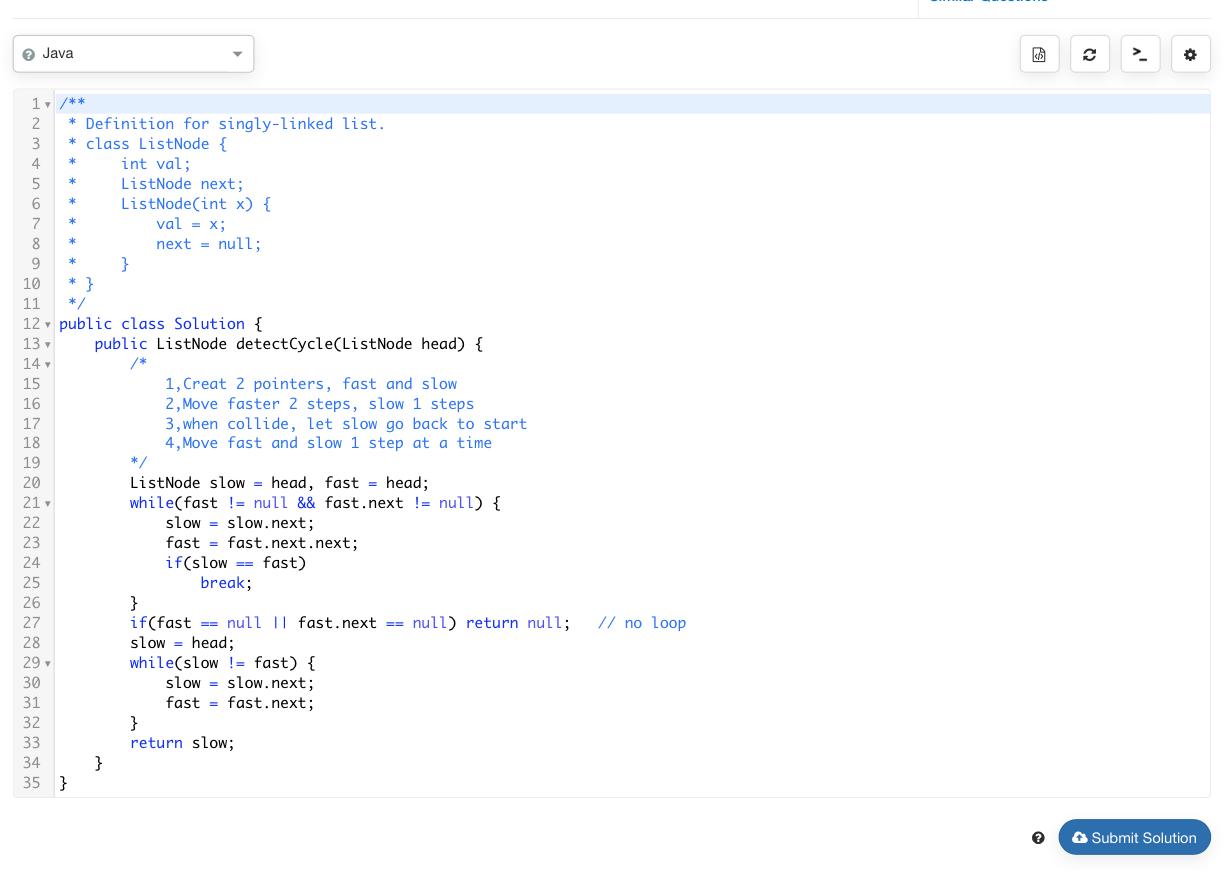 Similar Questions
Java
1 /**
2  * Definition for singly-linked list.
3  * class ListNode {
4  *     int val;
5  *     ListNode next;
6  *     ListNode(int x) {
7  *         val = x;
8  *         next = null;
9  *     }
10  * }
11  */
12 public class Solution {
13     public ListNode detectCycle(ListNode head) {
14         /*
15             1,Creat 2 pointers, fast and slow
16             2,Move faster 2 steps, slow 1 steps
17             3,when collide, let slow go back to start
18             4,Move fast and slow 1 step at a time
19         */
20         ListNode slow = head, fast = head;
21         while(fast != null && fast.next != null) {
22             slow = slow.next;
23             fast = fast.next.next;
24             if(slow == fast)
25                 break;
26         }
27         if(fast == null || fast.next == null) return null;   // no loop
28         slow = head;
29         while(slow != fast) {
30             slow = slow.next;
31             fast = fast.next;
32         }
33         return slow;
34     }
35 }
Submit Solution